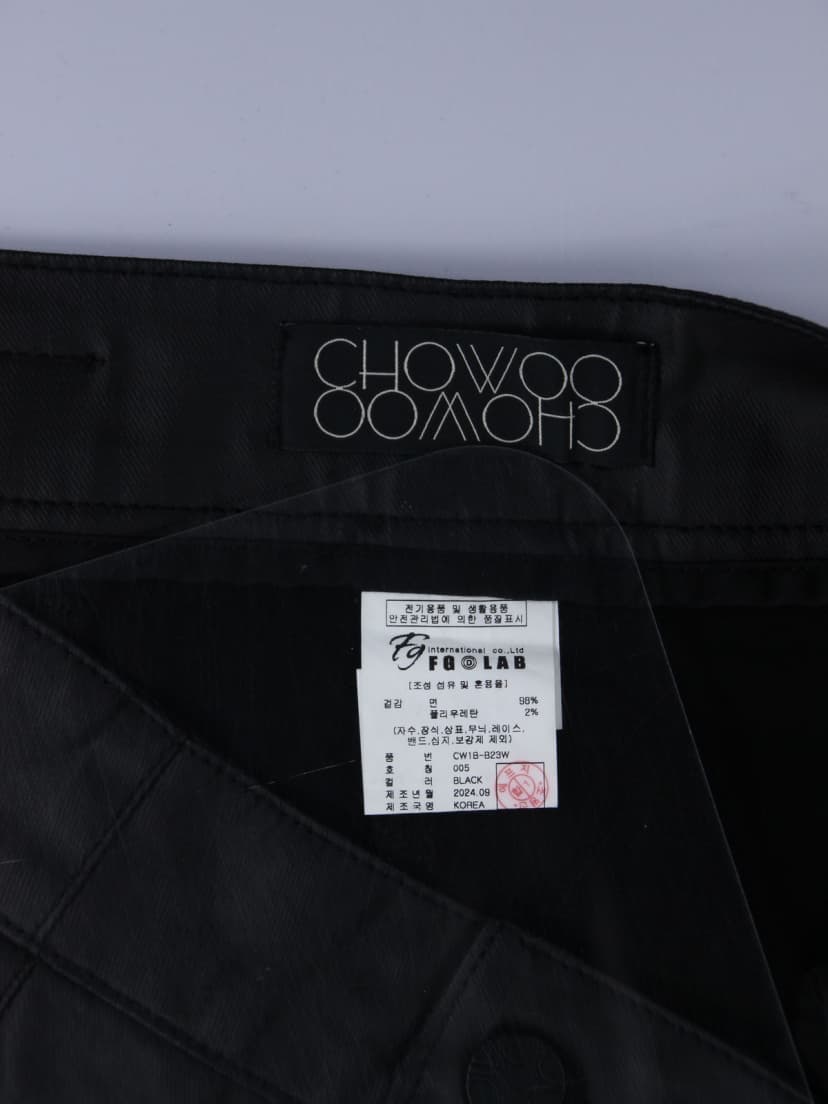 CHOWOO
CHOWOO
전기용품 및 생활용품
안전관리법에 의한 품질표시
Fg international co.,Ltd
FG LAB
[조성 섬유 및 혼용율]
겉감 면 98%
폴리우레탄 2%
(자수,장식,상표,무늬,레이스,
밴드,심지,보강제 제외)
품 번 CW1B-B23W
호 칭 005
컬 러 BLACK
제조년월 2024.09
제조국명 KOREA